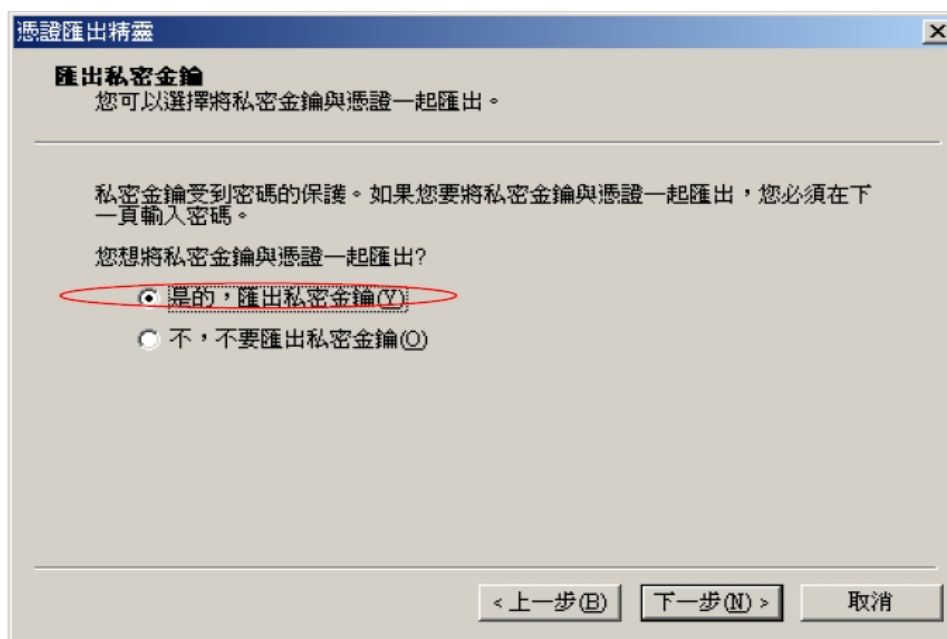 憑證匯出精靈
匯出私密金鑰
您可以選擇將私密金鑰與憑證一起匯出。
私密金鑰受到密碼的保護。如果您要將私密金鑰與憑證一起匯出，您必須在下
一頁輸入密碼。
您想將私密金鑰與憑證一起匯出?
是的，匯出私密金鑰(Y)
不，不要匯出私密金鑰(O)
<上一步(B) 下一步(N)> 取消